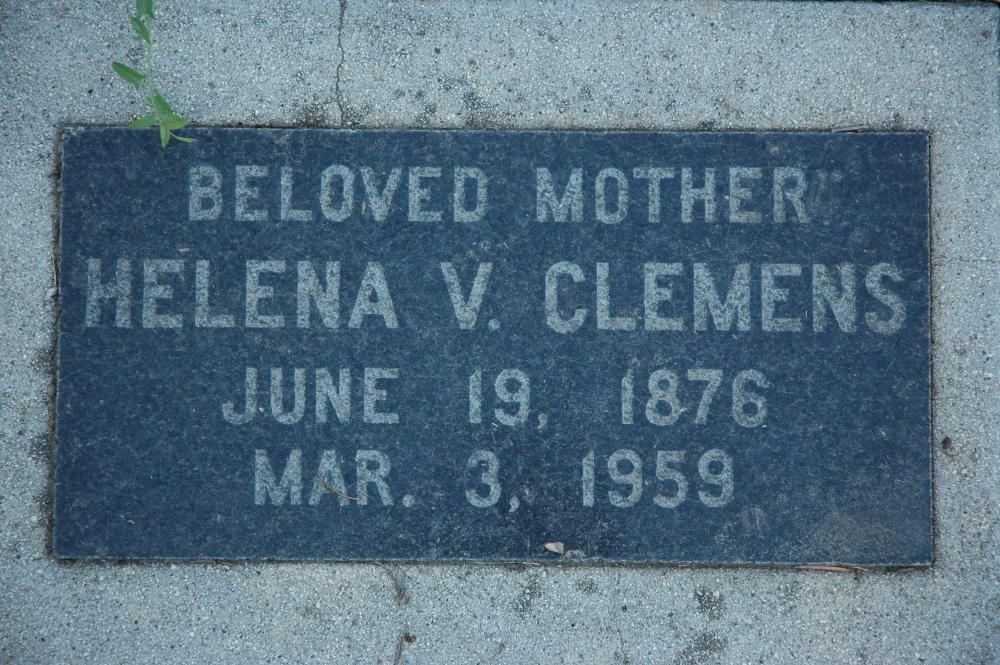 BELOVED MOTHER
HELENA V. CLEMENS
JUNE 19, 1876
MAR. 3, 1959